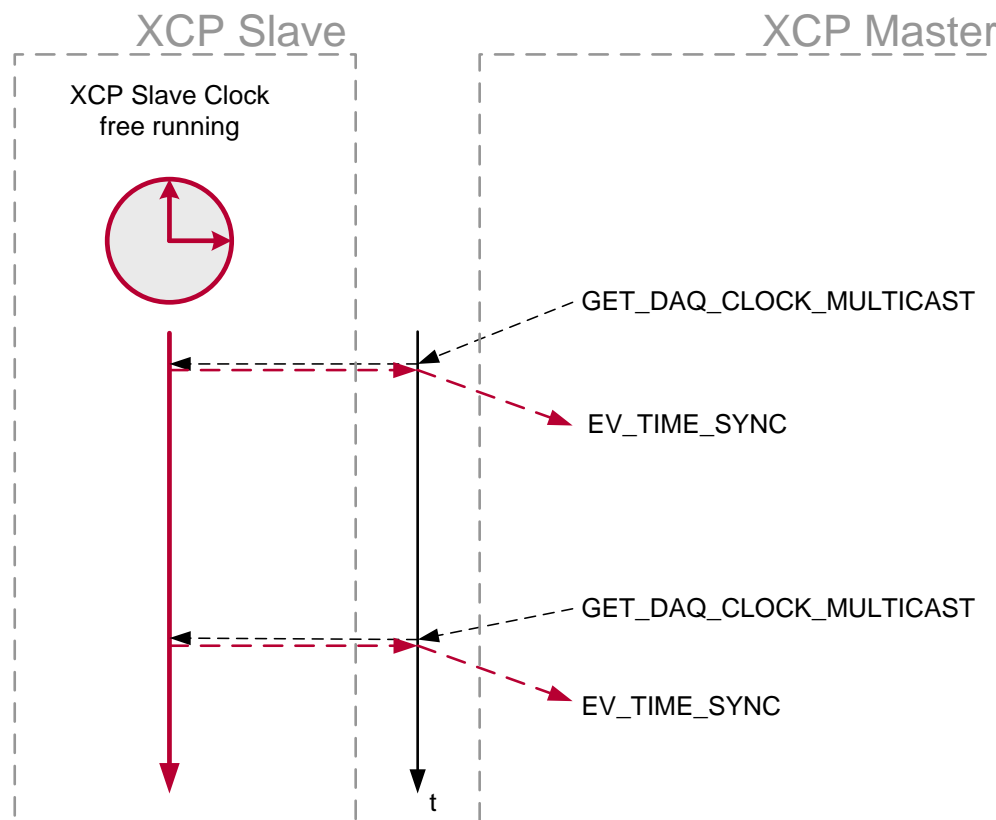 XCP Slave
XCP Master
XCP Slave Clock
free running
GET_DAQ_CLOCK_MULTICAST
EV_TIME_SYNC
GET_DAQ_CLOCK_MULTICAST
EV_TIME_SYNC
t